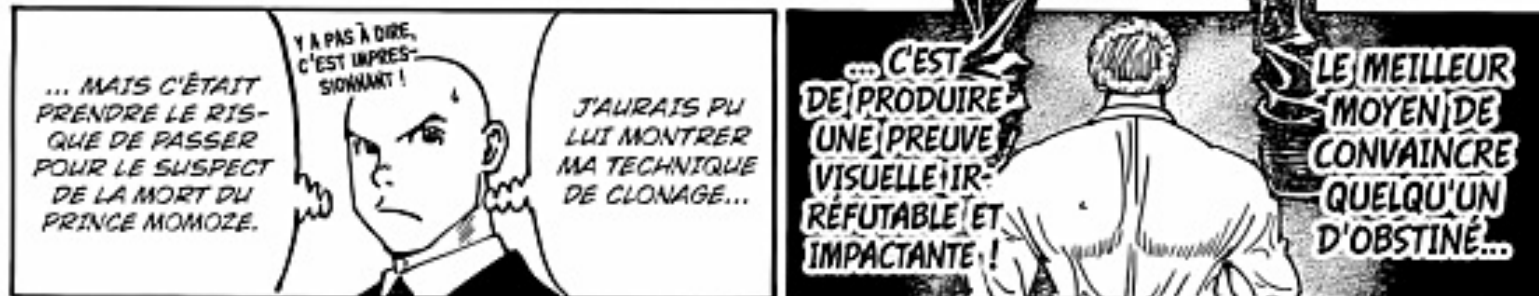 LE MEILLEUR
MOYEN DE
CONVAINCRE
QUELQU'UN
D'OBSTINÉ...
... C'EST
DE PRODUIRE
UNE PREUVE
VISUELLE IR-
RÉFUTABLE ET
IMPACTANTE !
J'AURAIS PU
LUI MONTRER
MA TECHNIQUE
DE CLONAGE...
Y A PAS À DIRE,
C'EST IMPRES-
SIONNANT !
... MAIS C'ÉTAIT
PRENDRE LE RIS-
QUE DE PASSER
POUR LE SUSPECT
DE LA MORT DU
PRINCE MOMOZE.